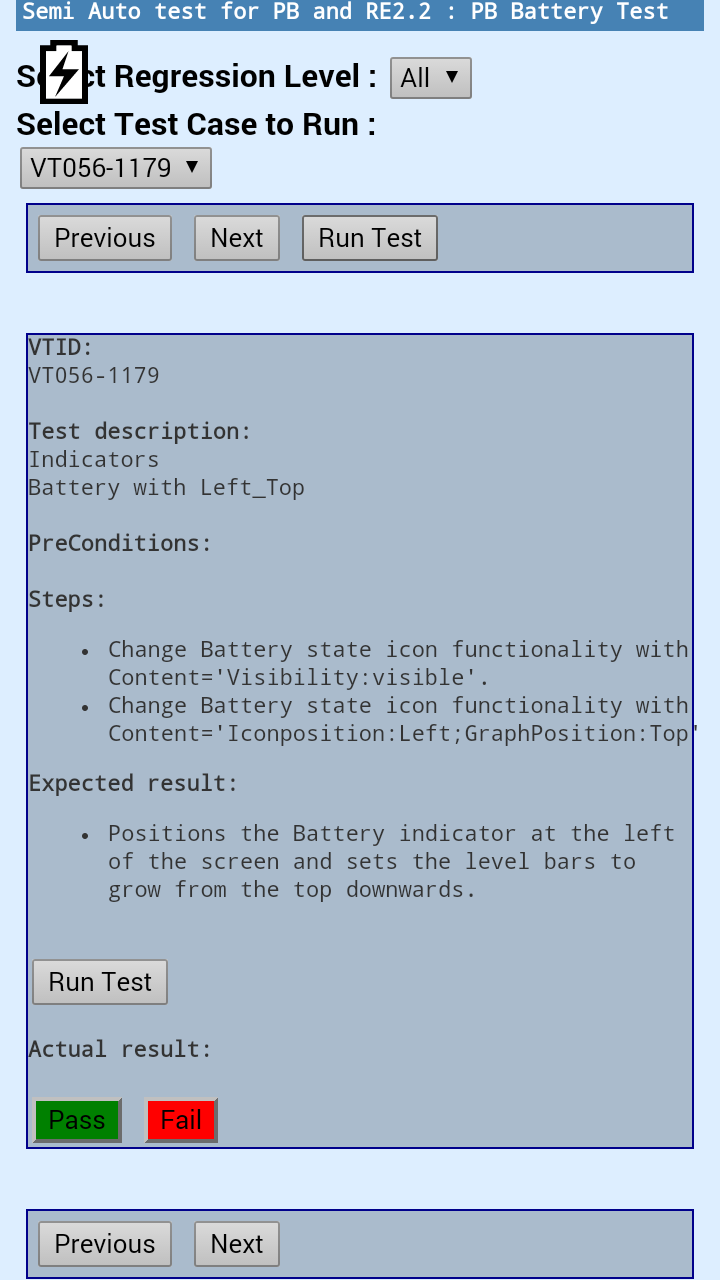 Semi Auto test for PB and RE2.2 : PB Battery Test
Select Regression Level : All
Select Test Case to Run :
VT056-1179
Previous Next Run Test
VTID:
VT056-1179
Test description:
Indicators
Battery with Left_Top
PreConditions:
Steps:
• Change Battery state icon functionality with
Content='Visibility:visible'.
• Change Battery state icon functionality with
Content='Iconposition:Left;GraphPosition:Top'
Expected result:
• Positions the Battery indicator at the left
of the screen and sets the level bars to
grow from the top downwards.
Run Test
Actual result:
Pass Fail
Previous Next